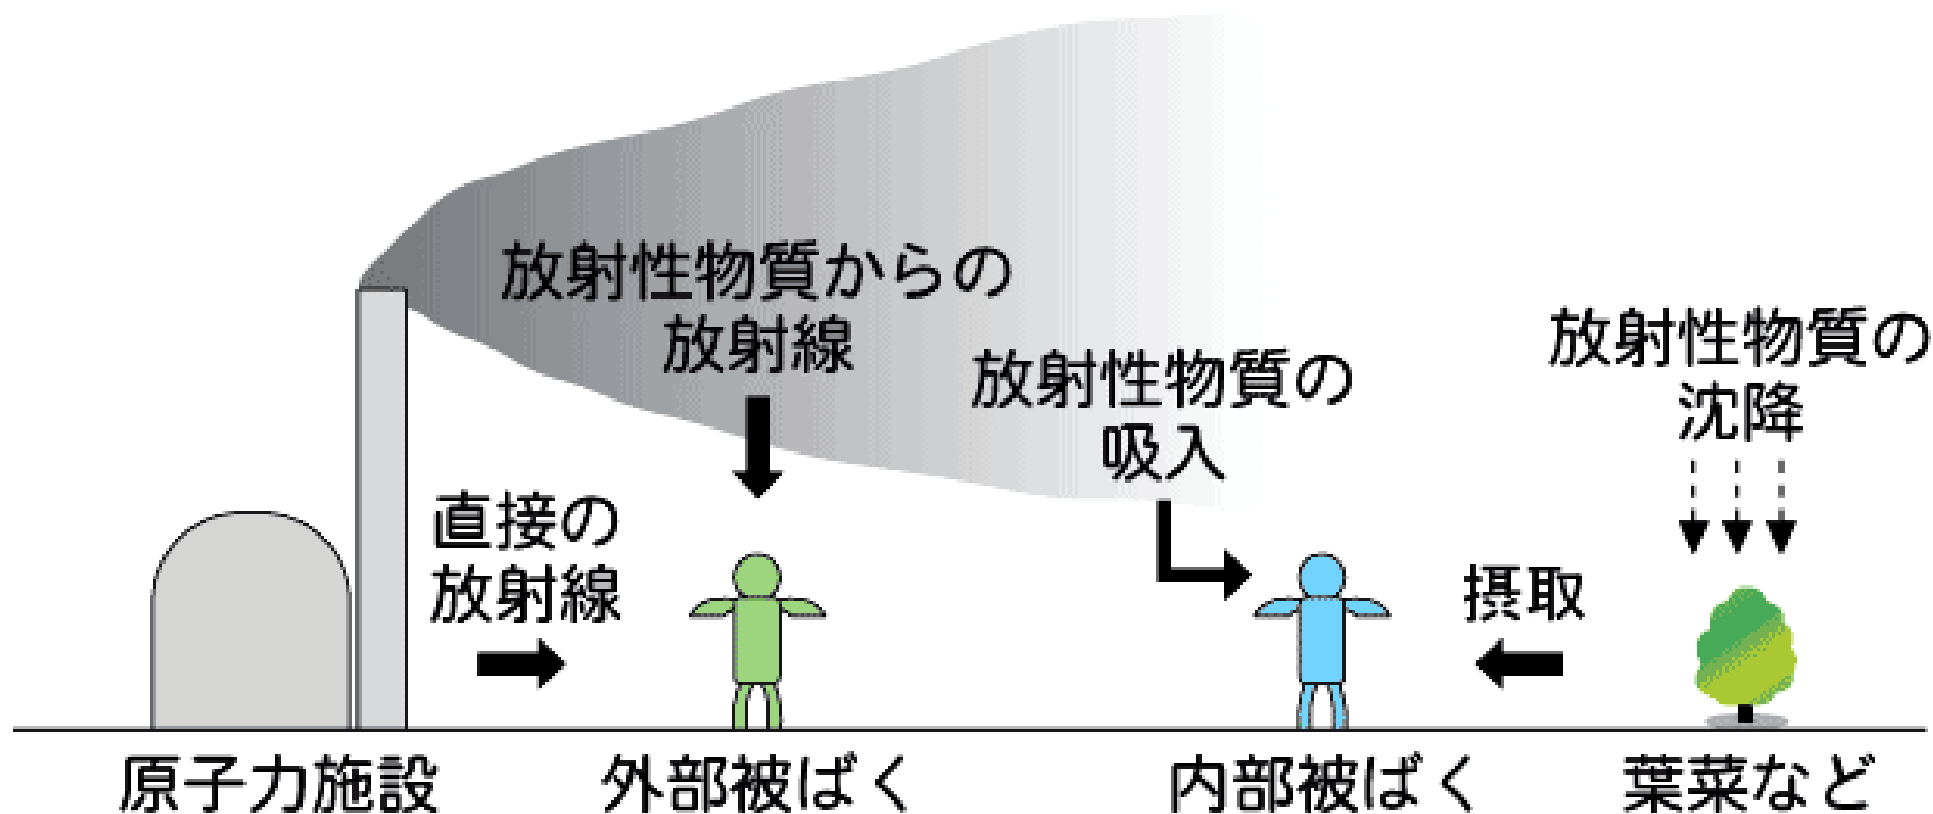 放射性物質からの
放射線
放射性物質の
吸入
放射性物質の
沈降
直接の
放射線
摂取
原子力施設
外部被ばく
内部被ばく
葉菜など